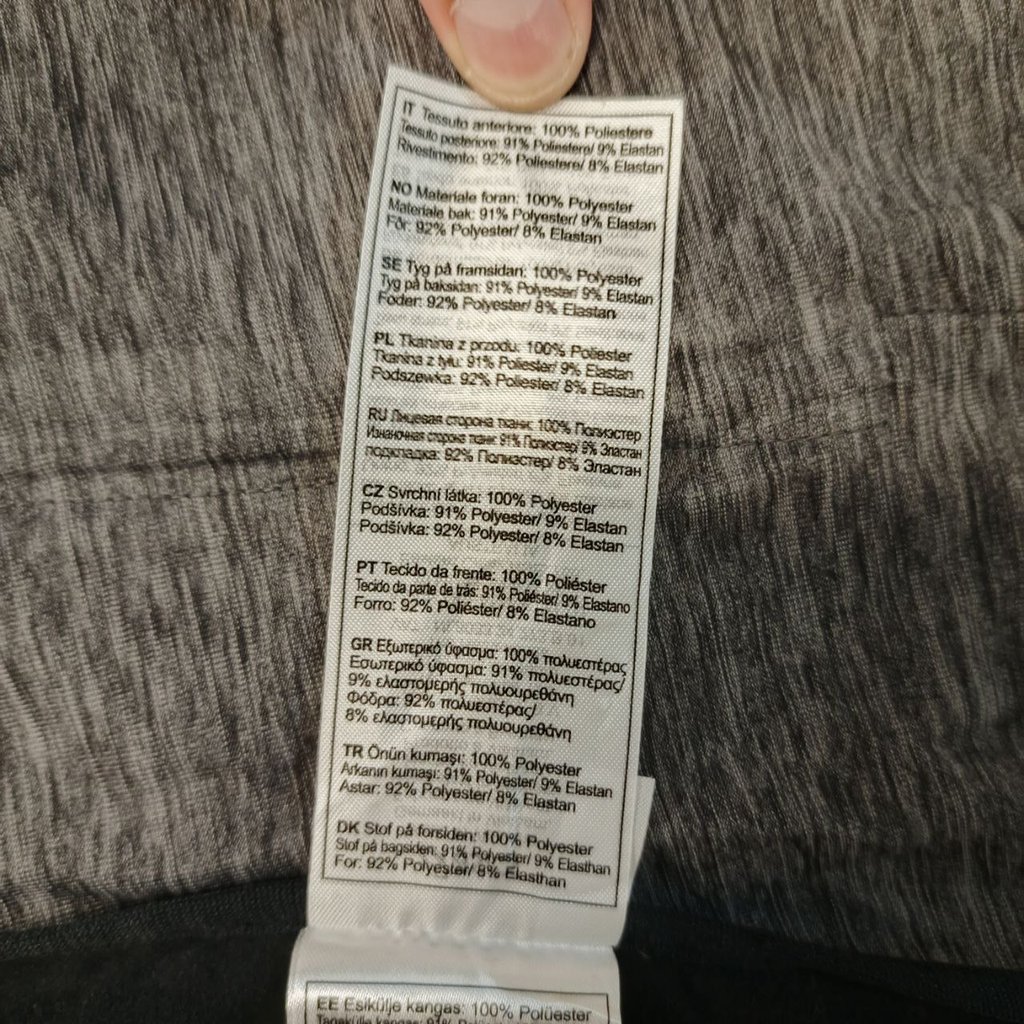 IT Tessuto anteriore: 100% Poliestere
Tessuto posteriore: 91% Poliestere/ 9% Elastan
Rivestimento: 92% Poliestere/ 8% Elastan
NO Materiale foran: 100% Polyester
Materiale bak: 91% Polyester/ 9% Elastan
Fôr: 92% Polyester/ 8% Elastan
SE Tyg på framsidan: 100% Polyester
Tyg på baksidan: 91% Polyester/ 9% Elastan
Foder: 92% Polyester/ 8% Elastan
PL Tkanina z przodu: 100% Poliester
Tkanina z tyłu: 91% Poliester/ 9% Elastan
Podszewka: 92% Poliester/ 8% Elastan
RU Лицевая сторона ткани: 100% Полиэстер
Изнаночная сторона ткани: 91% Полиэстер/ 9% Эластан
подкладка: 92% Полиэстер/ 8% Эластан
CZ Svrchní látka: 100% Polyester
Podšívka: 91% Polyester/ 9% Elastan
Podšívka: 92% Polyester/ 8% Elastan
PT Tecido da frente: 100% Poliéster
Tecido da parte de trás: 91% Poliéster/ 9% Elastano
Forro: 92% Poliéster/ 8% Elastano
GR Εξωτερικό ύφασμα: 100% πολυεστέρας
Εσωτερικό ύφασμα: 91% πολυεστέρας/
9% ελαστομερής πολυουρεθάνη
Φόδρα: 92% πολυεστέρας/
8% ελαστομερής πολυουρεθάνη
TR Önün kumaşı: 100% Polyester
Arkanın kumaşı: 91% Polyester/ 9% Elastan
Astar: 92% Polyester/ 8% Elastan
DK Stof på forsiden: 100% Polyester
Stof på bagsiden: 91% Polyester/ 9% Elasthan
For: 92% Polyester/ 8% Elasthan
EE Esikülje kangas: 100% Polüester
Tagakülje kangas: 91%